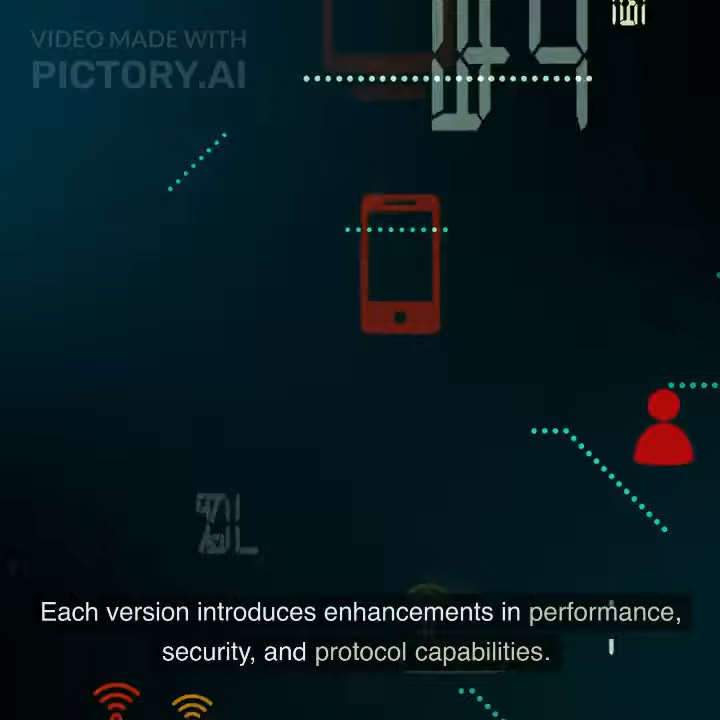 VIDEO MADE WITH
PICTORY.AI
Each version introduces enhancements in performance,
security, and protocol capabilities.